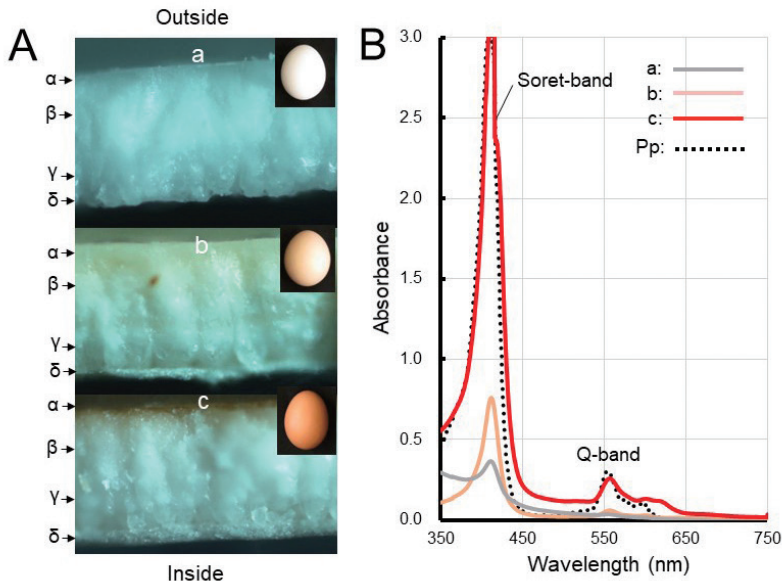 Outside
A
a
α
β
γ
δ
b
α
β
γ
δ
c
α
β
γ
δ
Inside
B
3.0
2.5
2.0
1.5
1.0
0.5
0.0
Absorbance
Soret-band
a:
b:
c:
Pp:
Q-band
350 450 550 650 750
Wavelength (nm)